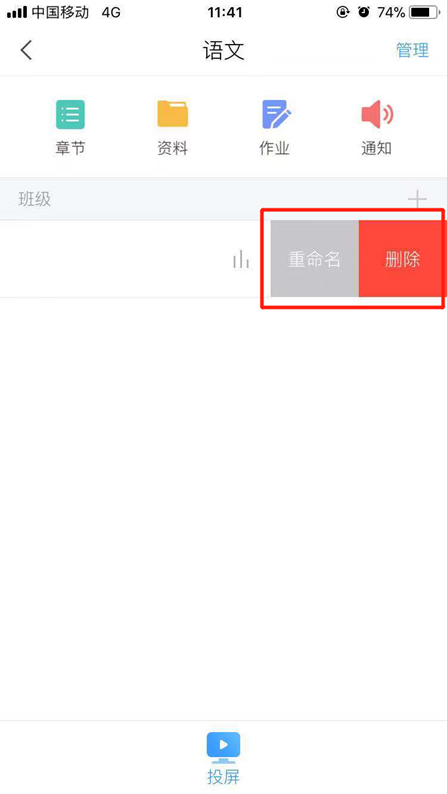 中国移动 4G 11:41 74%
语文 管理
章节 资料 作业 通知
班级
重命名 删除
投屏